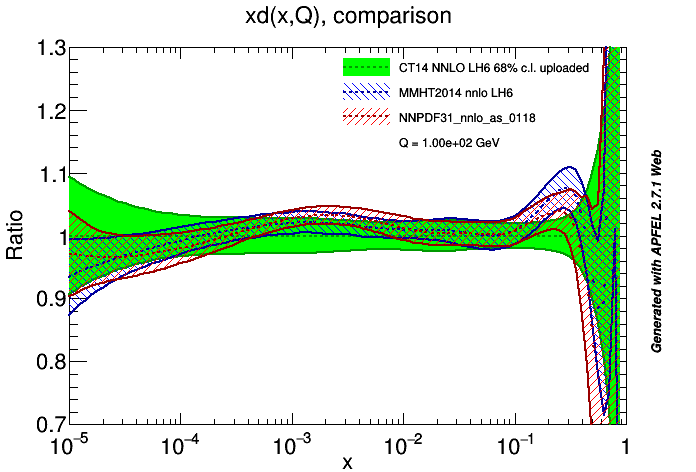 xd(x,Q), comparison
CT14 NNLO LH6 68% c.l. uploaded
MMHT2014 nnlo LH6
NNPDF31_nnlo_as_0118
Q = 1.00e+02 GeV
Ratio
1.3
1.2
1.1
1
0.9
0.8
0.7
10⁻⁵ 10⁻⁴ 10⁻³ 10⁻² 10⁻¹ 1
x
Generated with APFEL 2.7.1 Web